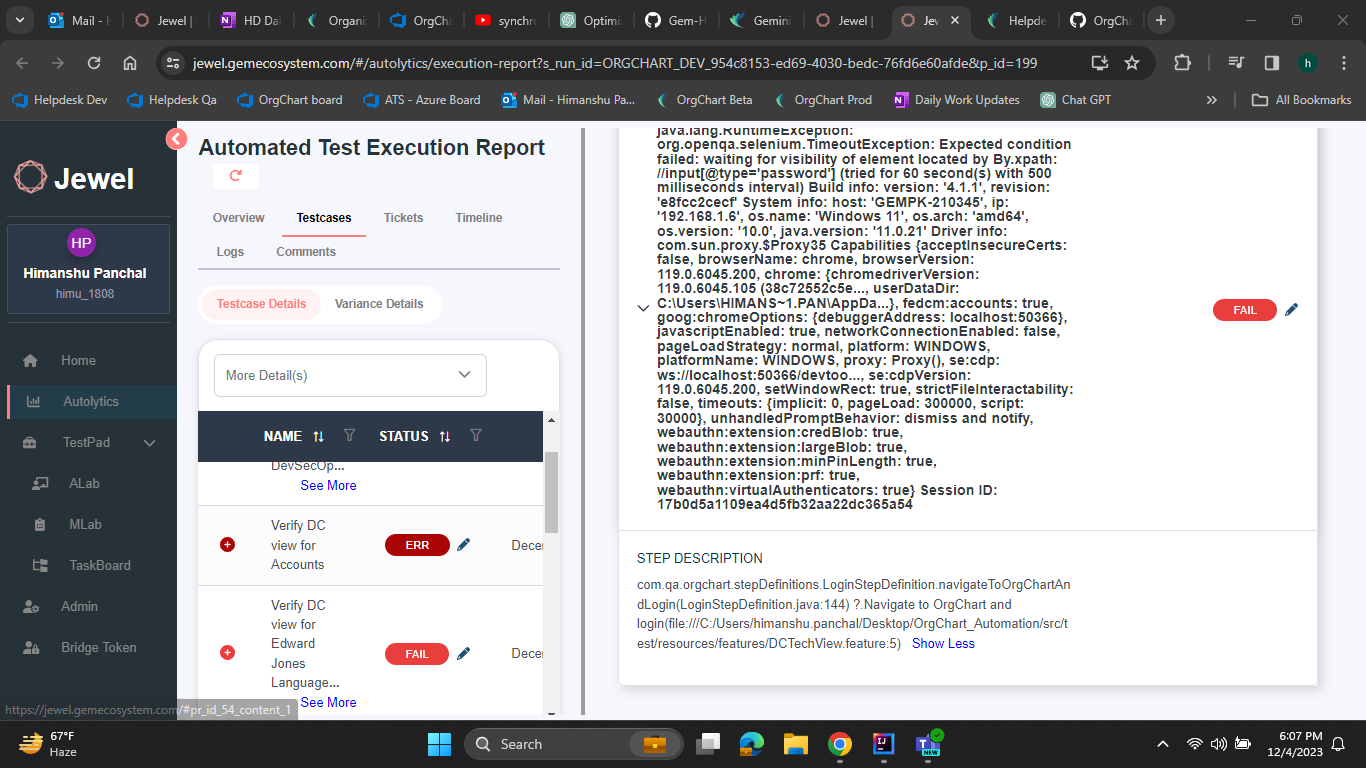 Mail - H
Jewel |
HD Dai
Organi
OrgCha
synchro
Optimiz
Gem-H
Gemini
Jewel |
Jew
Helpde
OrgCha
jewel.gemecosystem.com/#/autolytics/execution-report?s_run_id=ORGCHART_DEV_954c8153-ed69-4030-bedc-76fd6e60afde&p_id=199
h
Helpdesk Dev
Helpdesk Qa
OrgChart board
ATS - Azure Board
Mail - Himanshu Pa...
OrgChart Beta
OrgChart Prod
Daily Work Updates
Chat GPT
»
All Bookmarks
Jewel
HP
Himanshu Panchal
himu_1808
Home
Autolytics
TestPad
ALab
MLab
TaskBoard
Admin
Bridge Token
https://jewel.gemecosystem.com/#pr_id_54_content_1
Automated Test Execution Report
Overview
Testcases
Tickets
Timeline
Logs
Comments
Testcase Details
Variance Details
More Detail(s)
NAME
STATUS
DevSecOp...
See More
Verify DC
view for
Accounts
ERR
Decer
Verify DC
view for
Edward
Jones
Language...
See More
FAIL
Decer
java.lang.RuntimeException:
org.openqa.selenium.TimeoutException: Expected condition
failed: waiting for visibility of element located by By.xpath:
//input[@type='password'] (tried for 60 second(s) with 500
milliseconds interval) Build info: version: '4.1.1', revision:
'e8fcc2cecf' System info: host: 'GEMPK-210345', ip:
'192.168.1.6', os.name: 'Windows 11', os.arch: 'amd64',
os.version: '10.0', java.version: '11.0.21' Driver info:
com.sun.proxy.$Proxy35 Capabilities {acceptInsecureCerts:
false, browserName: chrome, browserVersion:
119.0.6045.200, chrome: {chromedriverVersion:
119.0.6045.105 (38c72552c5e..., userDataDir:
C:\Users\HIMANS~1.PAN\AppDa...}, fedcm:accounts: true,
goog:chromeOptions: {debuggerAddress: localhost:50366},
javascriptEnabled: true, networkConnectionEnabled: false,
pageLoadStrategy: normal, platform: WINDOWS,
platformName: WINDOWS, proxy: Proxy(), se:cdp:
ws://localhost:50366/devtoo..., se:cdpVersion:
119.0.6045.200, setWindowRect: true, strictFileInteractability:
false, timeouts: {implicit: 0, pageLoad: 300000, script:
30000}, unhandledPromptBehavior: dismiss and notify,
webauthn:extension:credBlob: true,
webauthn:extension:largeBlob: true,
webauthn:extension:minPinLength: true,
webauthn:extension:prf: true,
webauthn:virtualAuthenticators: true} Session ID:
17b0d5a1109ea4d5fb32aa22dc365a54
FAIL
STEP DESCRIPTION
com.qa.orgchart.stepDefinitions.LoginStepDefinition.navigateToOrgChartAn
dLogin(LoginStepDefinition.java:144) ?.Navigate to OrgChart and
login(file:///C:/Users/himanshu.panchal/Desktop/OrgChart_Automation/src/t
est/resources/features/DCTechView.feature:5) Show Less
67°F
Haze
Search
NEW
6:07 PM
12/4/2023